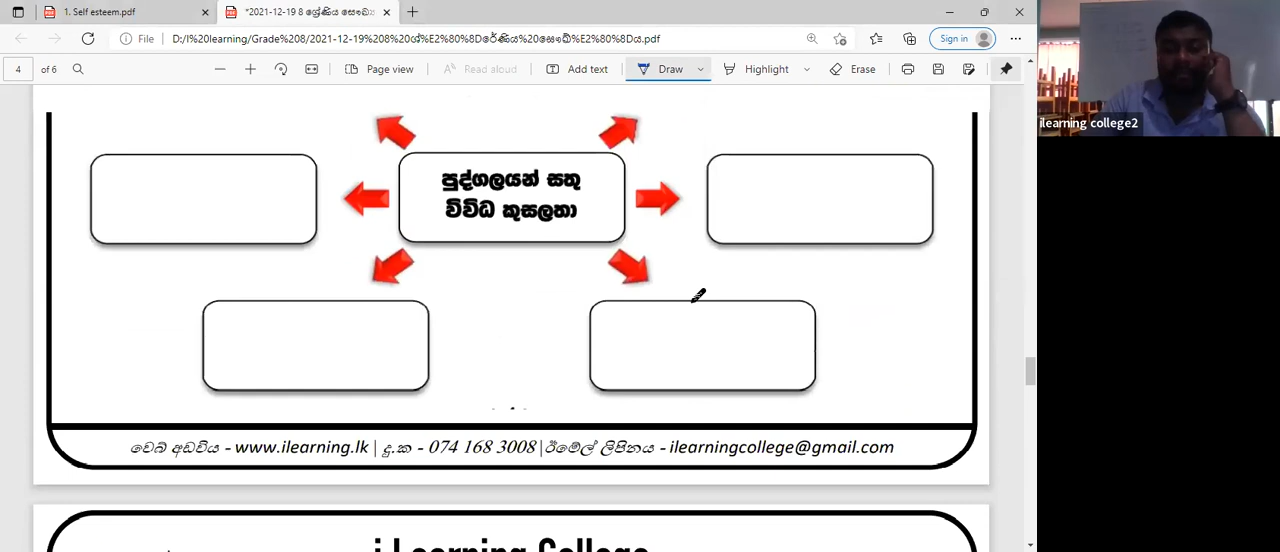 1. Self esteem.pdf
*2021-12-19 8 ශ්‍රේණිය සෞඛ්‍ය
File
D:/I%20learning/Grade%208/2021-12-19%208%20ශ්%E2%80%8Dරේණිය%20සෞඛ්%E2%80%8Dය.pdf
Sign in
4 of 6
Page view
Read aloud
Add text
Draw
Highlight
Erase
ilearning college2
පුද්ගලයන් සතු
විවිධ කුසලතා
වෙබ් අඩවිය - www.ilearning.lk | දු.ක - 074 168 3008|ඊමේල් ලිපිනය - ilearningcollege@gmail.com
i Learning College